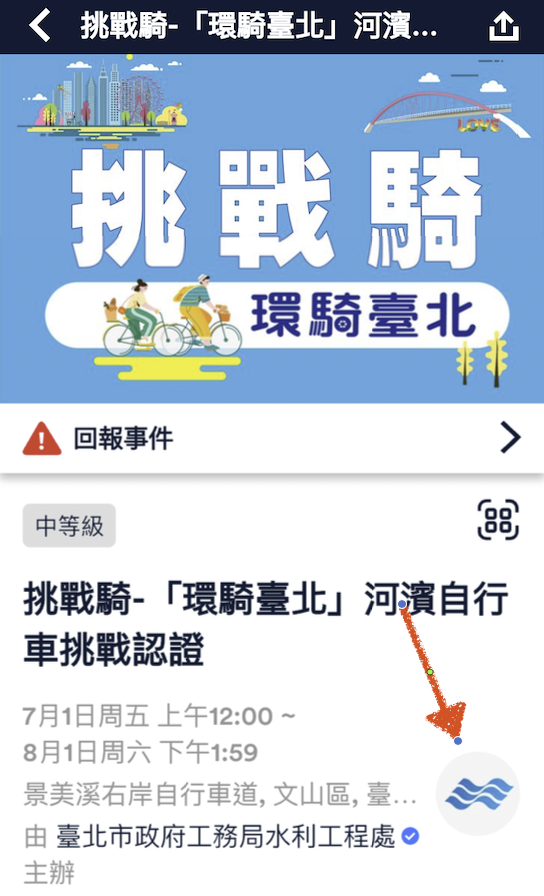 挑戰騎-「環騎臺北」河濱...
LOVE
挑戰騎
環騎臺北
回報事件
中等級
挑戰騎-「環騎臺北」河濱自行
車挑戰認證
7月1日周五 上午12:00 ~
8月1日周六 下午1:59
景美溪右岸自行車道, 文山區, 臺...
由 臺北市政府工務局水利工程處
主辦